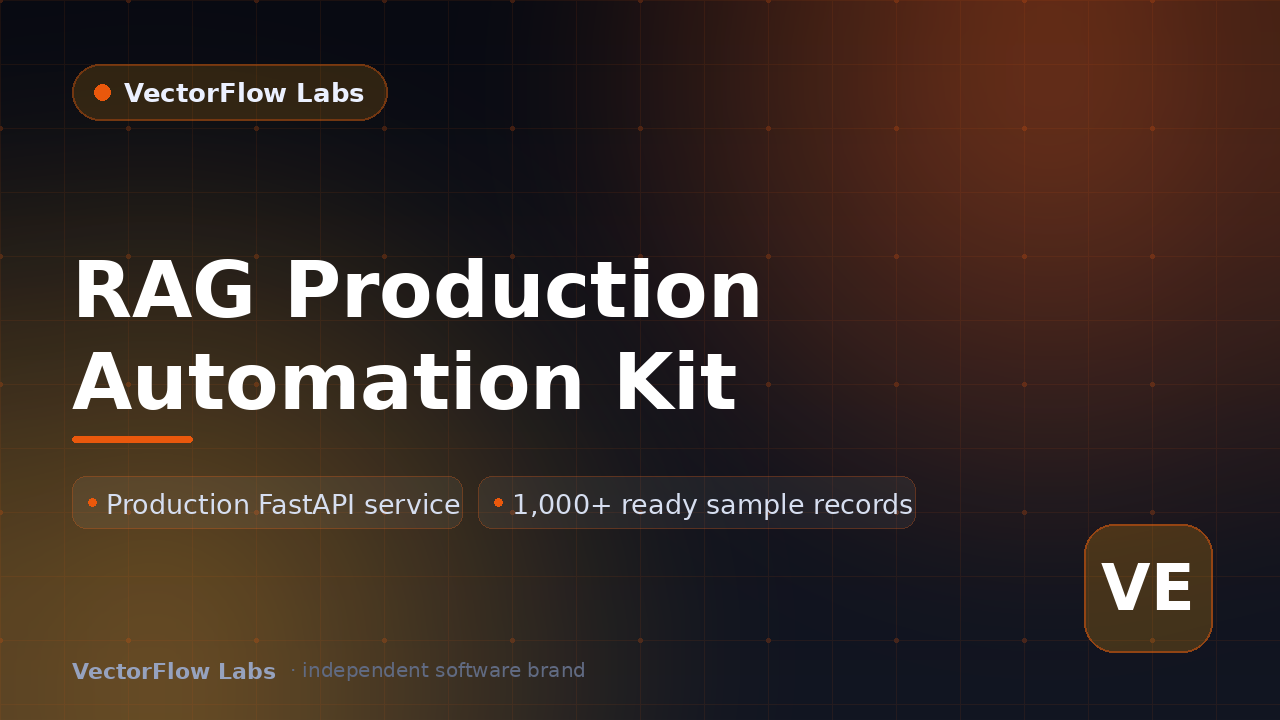 VectorFlow Labs
RAG Production
Automation Kit
Production FastAPI service
1,000+ ready sample records
VE
VectorFlow Labs · independent software brand